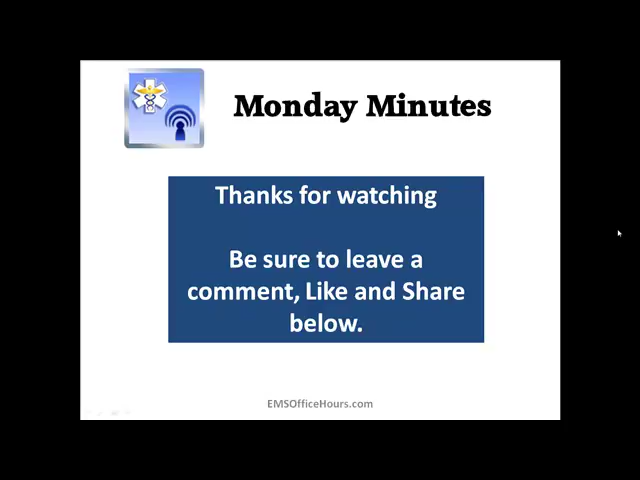 Monday Minutes
Thanks for watching
Be sure to leave a
comment, Like and Share
below.
EMSOfficeHours.com